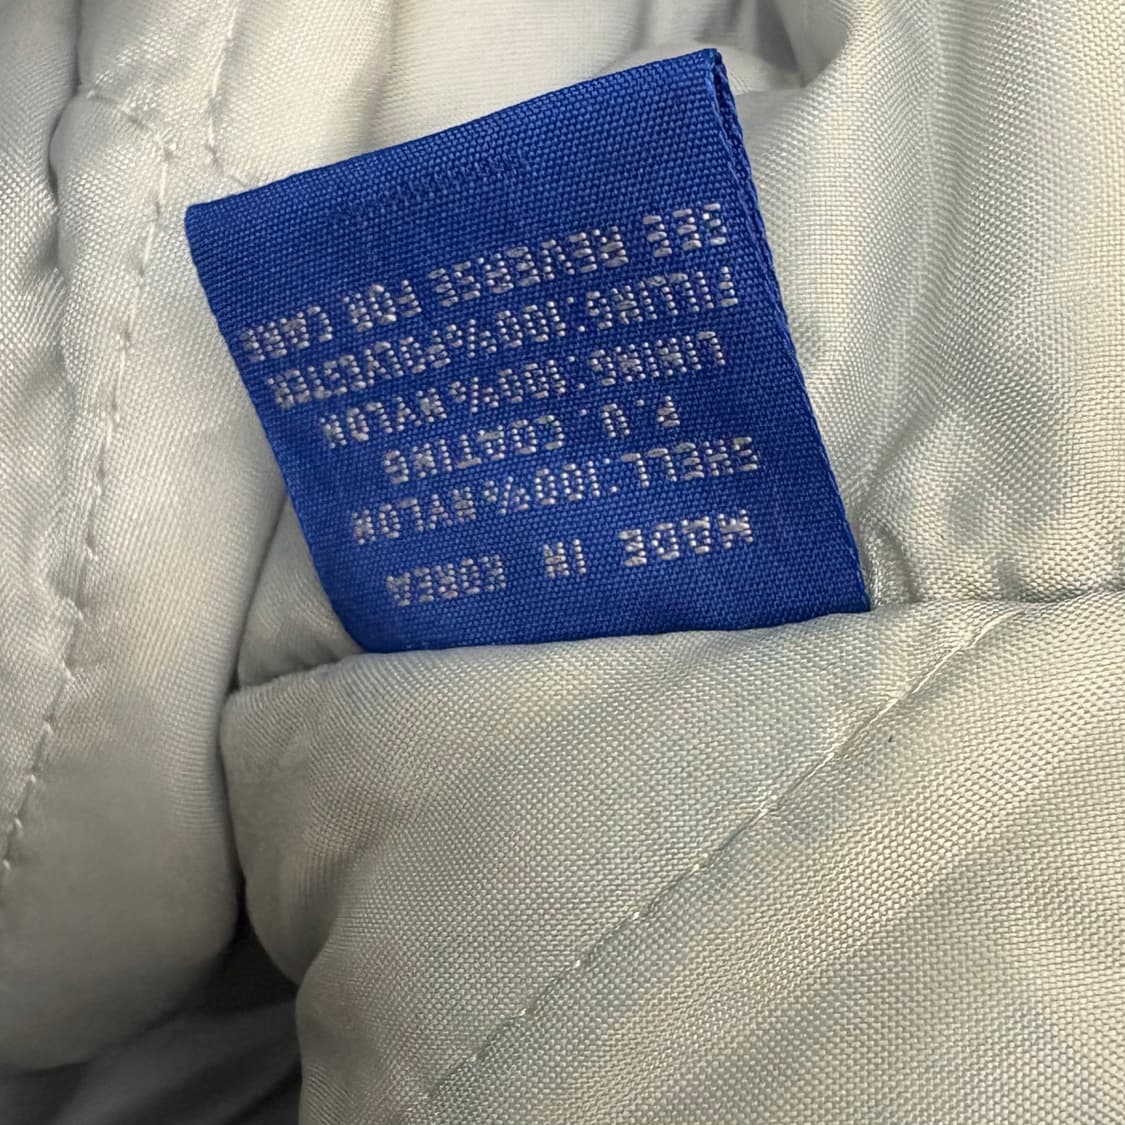 MADE IN KOREA
SHELL:100% NYLON
P.U. COATING
LINING:100% NYLON
FILLING:100% POLYESTER
SEE REVERSE FOR CARE